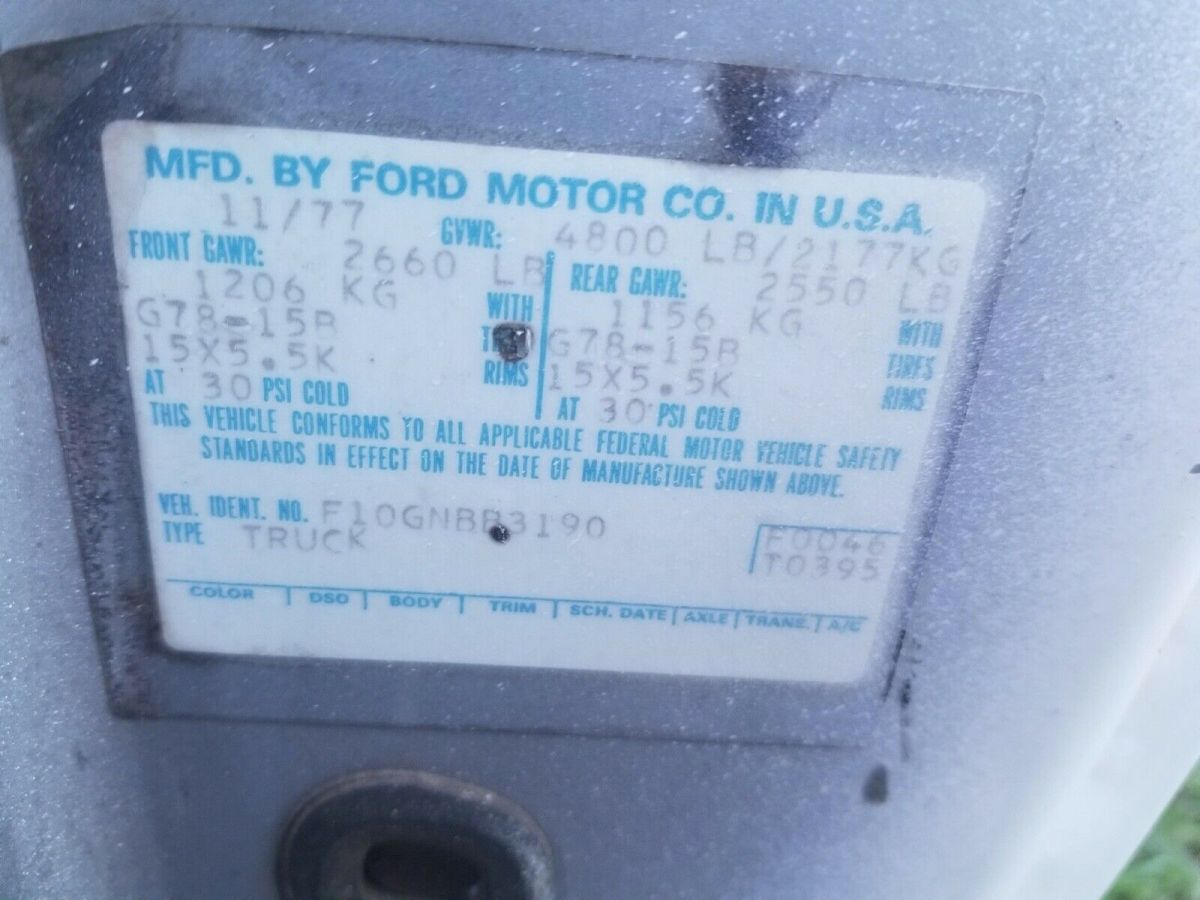 MFD. BY FORD MOTOR CO. IN U.S.A.
11/77 GVWR: 4800 LB/2177KG
FRONT GAWR: 2660 LB REAR GAWR: 2550 LB
1206 KG WITH 1156 KG WITH
G78-15B G78-15B TIRES
15X5.5K RIMS 15X5.5K RIMS
AT 30 PSI COLD AT 30 PSI COLD
THIS VEHICLE CONFORMS TO ALL APPLICABLE FEDERAL MOTOR VEHICLE SAFETY
STANDARDS IN EFFECT ON THE DATE OF MANUFACTURE SHOWN ABOVE.
VEH. IDENT. NO. F10GNBB3190
TYPE TRUCK F0046
T0395
COLOR DSO BODY TRIM SCH. DATE AXLE TRANS. A/C